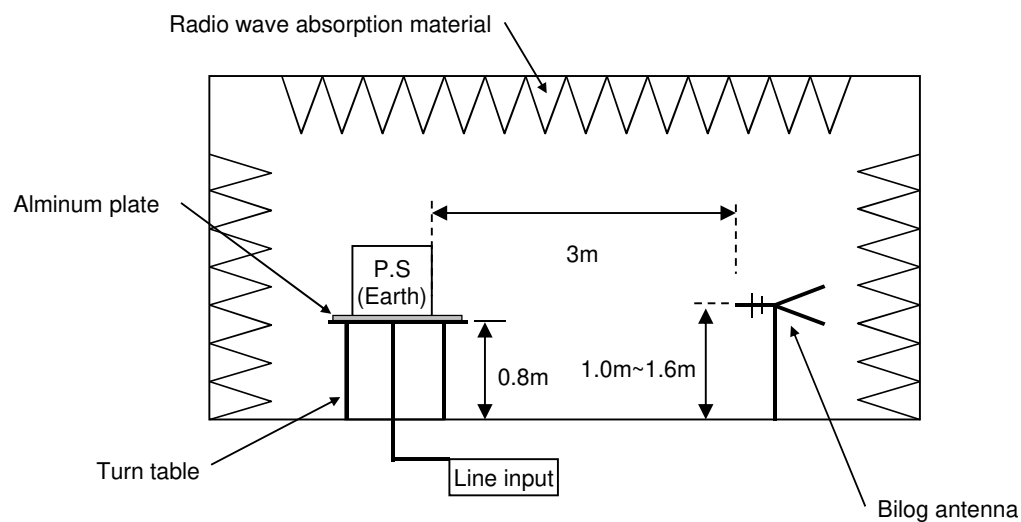 Radio wave absorption material
Alminum plate
P.S
(Earth)
3m
0.8m
1.0m~1.6m
Turn table
Line input
Bilog antenna